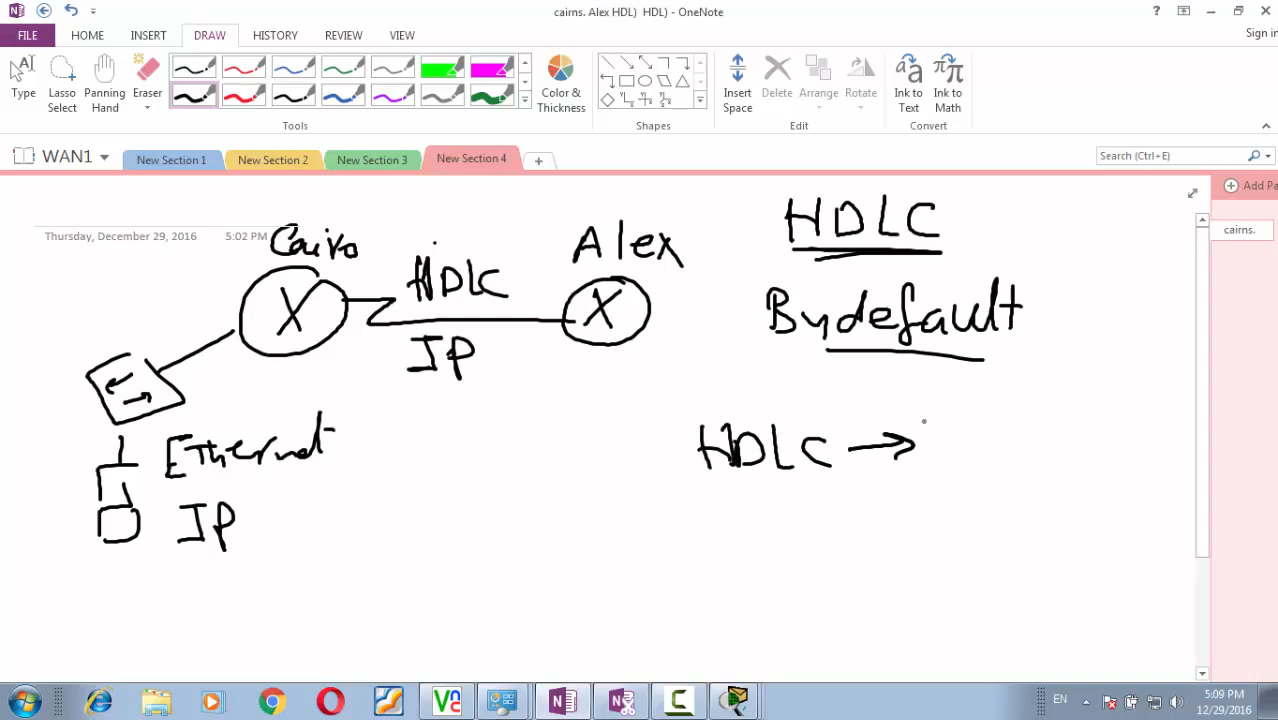 cairns. Alex HDL) HDL) - OneNote
?
Sign in
FILE HOME INSERT DRAW HISTORY REVIEW VIEW
Type
Lasso Select
Panning Hand
Eraser
Color & Thickness
Insert Space
Delete
Arrange
Rotate
Ink to Text
Ink to Math
Tools
Shapes
Edit
Convert
WAN1
New Section 1
New Section 2
New Section 3
New Section 4
Search (Ctrl+E)
Add Pa
cairns.
Thursday, December 29, 2016 5:02 PM
Cairo
Alex
HDLC
X
HDLC
X
IP
By default
Ethernet
IP
HDLC →
EN
5:09 PM
12/29/2016